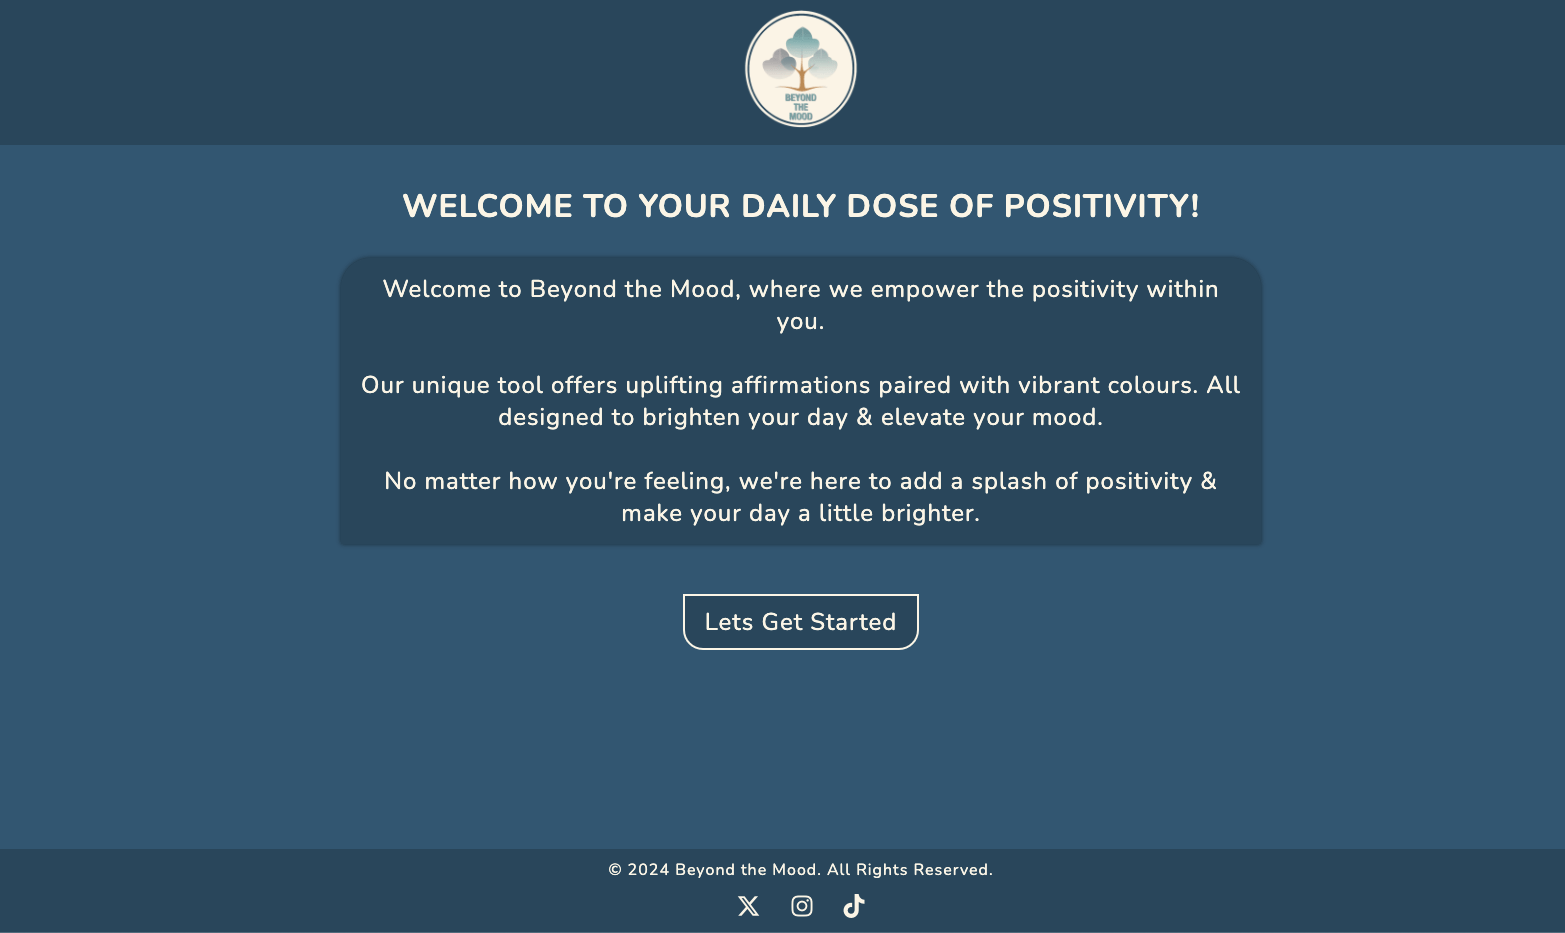 BEYOND
THE
MOOD
WELCOME TO YOUR DAILY DOSE OF POSITIVITY!
Welcome to Beyond the Mood, where we empower the positivity within
you.
Our unique tool offers uplifting affirmations paired with vibrant colours. All
designed to brighten your day & elevate your mood.
No matter how you're feeling, we're here to add a splash of positivity &
make your day a little brighter.
Lets Get Started
© 2024 Beyond the Mood. All Rights Reserved.